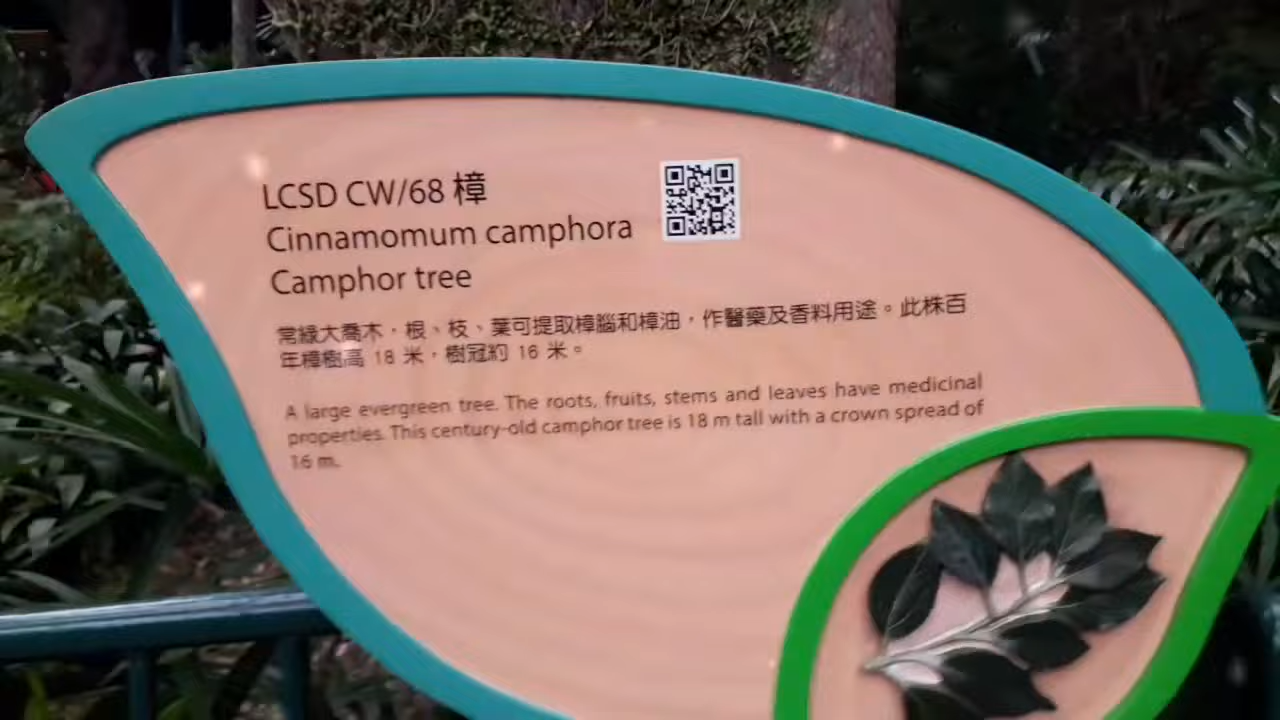 LCSD CW/68 樟
Cinnamomum camphora
Camphor tree
常綠大喬木，根、枝、葉可提取樟腦和樟油，作醫藥及香料用途。此株百
年樟樹高 18 米，樹冠約 16 米。
A large evergreen tree. The roots, fruits, stems and leaves have medicinal
properties. This century-old camphor tree is 18 m tall with a crown spread of
16 m.